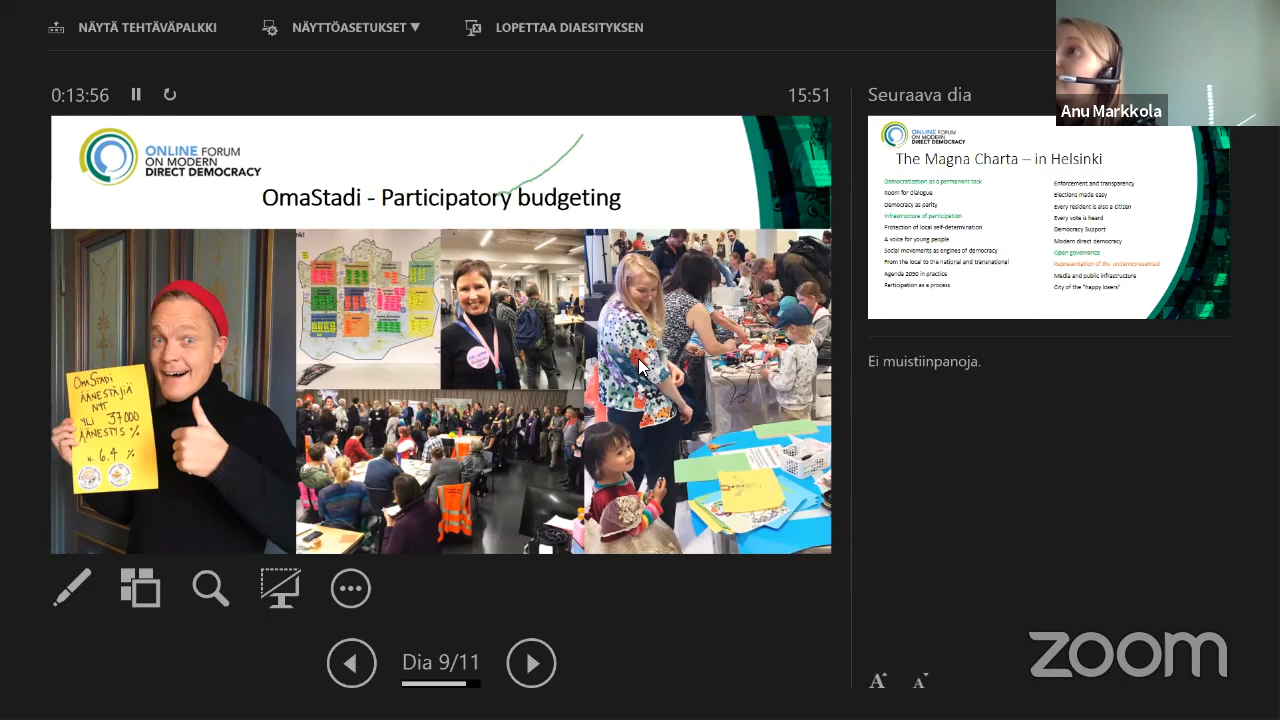 NÄYTÄ TEHTÄVÄPALKKI
NÄYTTÖASETUKSET ▼
LOPETTAA DIAESITYKSEN
0:13:56
15:51
ONLINE FORUM
ON MODERN
DIRECT DEMOCRACY
OmaStadi - Participatory budgeting
OMASTADI
ÄÄNESTÄJIÄ
NYT
YLI 37000
ÄÄNESTYS %
N. 6,4 %
Seuraava dia
Anu Markkola
ONLINE FORUM
ON MODERN
DIRECT DEMOCRACY
The Magna Charta – in Helsinki
Democratisation as a permanent task
Room for dialogue
Democracy as parity
Infrastructure of participation
Protection of local self-determination
A voice for young people
Social movements as engines of democracy
From the local to the national and transnational
Agenda 2030 in practice
Participation as a process
Enforcement and transparency
Elections made easy
Every resident is also a citizen
Every vote is heard
Democracy Support
Modern direct democracy
Open governance
Representation of the underrepresented
Media and public infrastructure
City of the "happy losers"
Ei muistiinpanoja.
Dia 9/11
A A
zoom